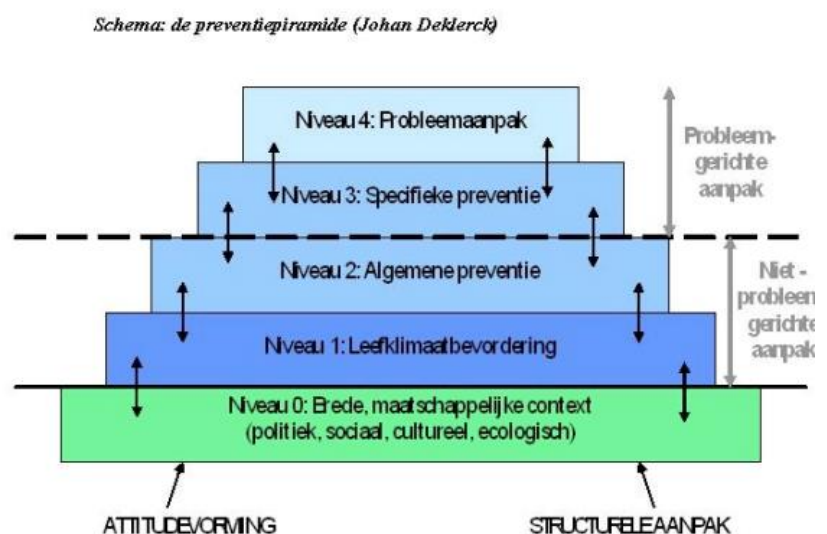 Schema: de preventiepiramide (Johan Deklerck)
Niveau 4: Probleemaanpak
Probleem-
gerichte
aanpak
Niveau 3: Specifieke preventie
Niveau 2: Algemene preventie
Niet -
probleem
gerichte
aanpak
Niveau 1: Leefklimaatbevordering
Niveau 0: Brede, maatschappelijke context
(politiek, sociaal, cultureel, ecologisch)
ATTITUDEVORMING
STRUCTURELE AANPAK